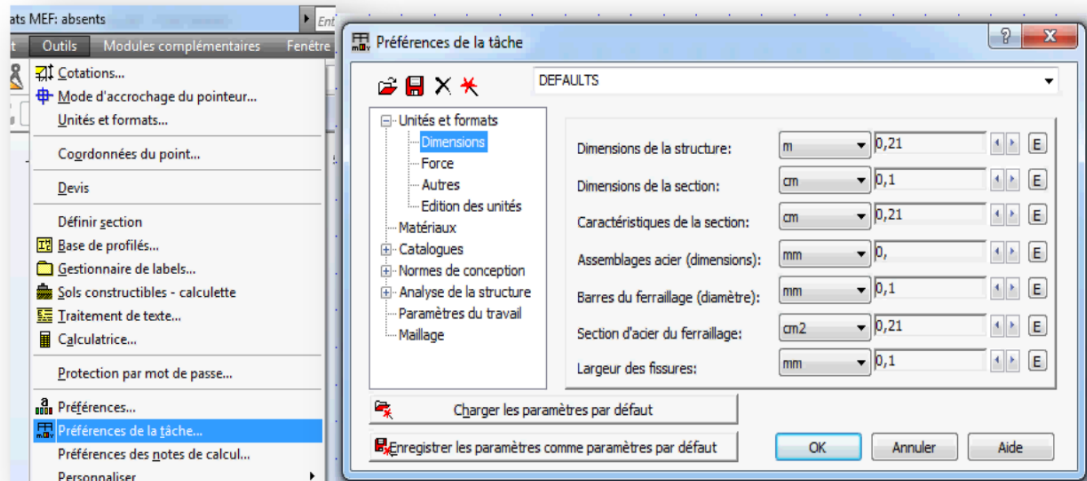 ats MEF: absents
Ent
t Outils Modules complémentaires Fenêtre
Cotations...
Mode d'accrochage du pointeur...
Unités et formats...
Coordonnées du point...
Devis
Définir section
Base de profilés...
Gestionnaire de labels...
Sols constructibles - calculette
Traitement de texte...
Calculatrice...
Protection par mot de passe...
Préférences...
Préférences de la tâche...
Préférences des notes de calcul...
Personnaliser
Préférences de la tâche
DEFAULTS
Unités et formats
Dimensions
Force
Autres
Edition des unités
Matériaux
Catalogues
Normes de conception
Analyse de la structure
Paramètres du travail
Maillage
Dimensions de la structure: m 0,21 E
Dimensions de la section: cm 0,1 E
Caractéristiques de la section: cm 0,21 E
Assemblages acier (dimensions): mm 0, E
Barres du ferraillage (diamètre): mm 0,1 E
Section d'acier du ferraillage: cm2 0,21 E
Largeur des fissures: mm 0,1 E
Charger les paramètres par défaut
Enregistrer les paramètres comme paramètres par défaut
OK Annuler Aide